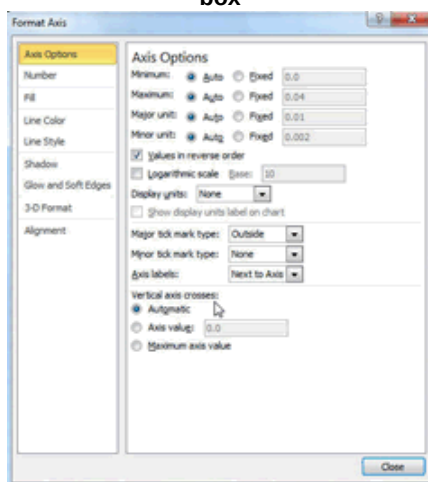 box
Format Axis
Axis Options
Number
Fill
Line Color
Line Style
Shadow
Glow and Soft Edges
3-D Format
Alignment
Axis Options
Minimum: Auto Fixed 0.0
Maximum: Auto Fixed 0.04
Major unit: Auto Fixed 0.01
Minor unit: Auto Fixed 0.002
Values in reverse order
Logarithmic scale Base: 10
Display units: None
Show display units label on chart
Major tick mark type: Outside
Minor tick mark type: None
Axis labels: Next to Axis
Vertical axis crosses:
Automatic
Axis value: 0.0
Maximum axis value
Close